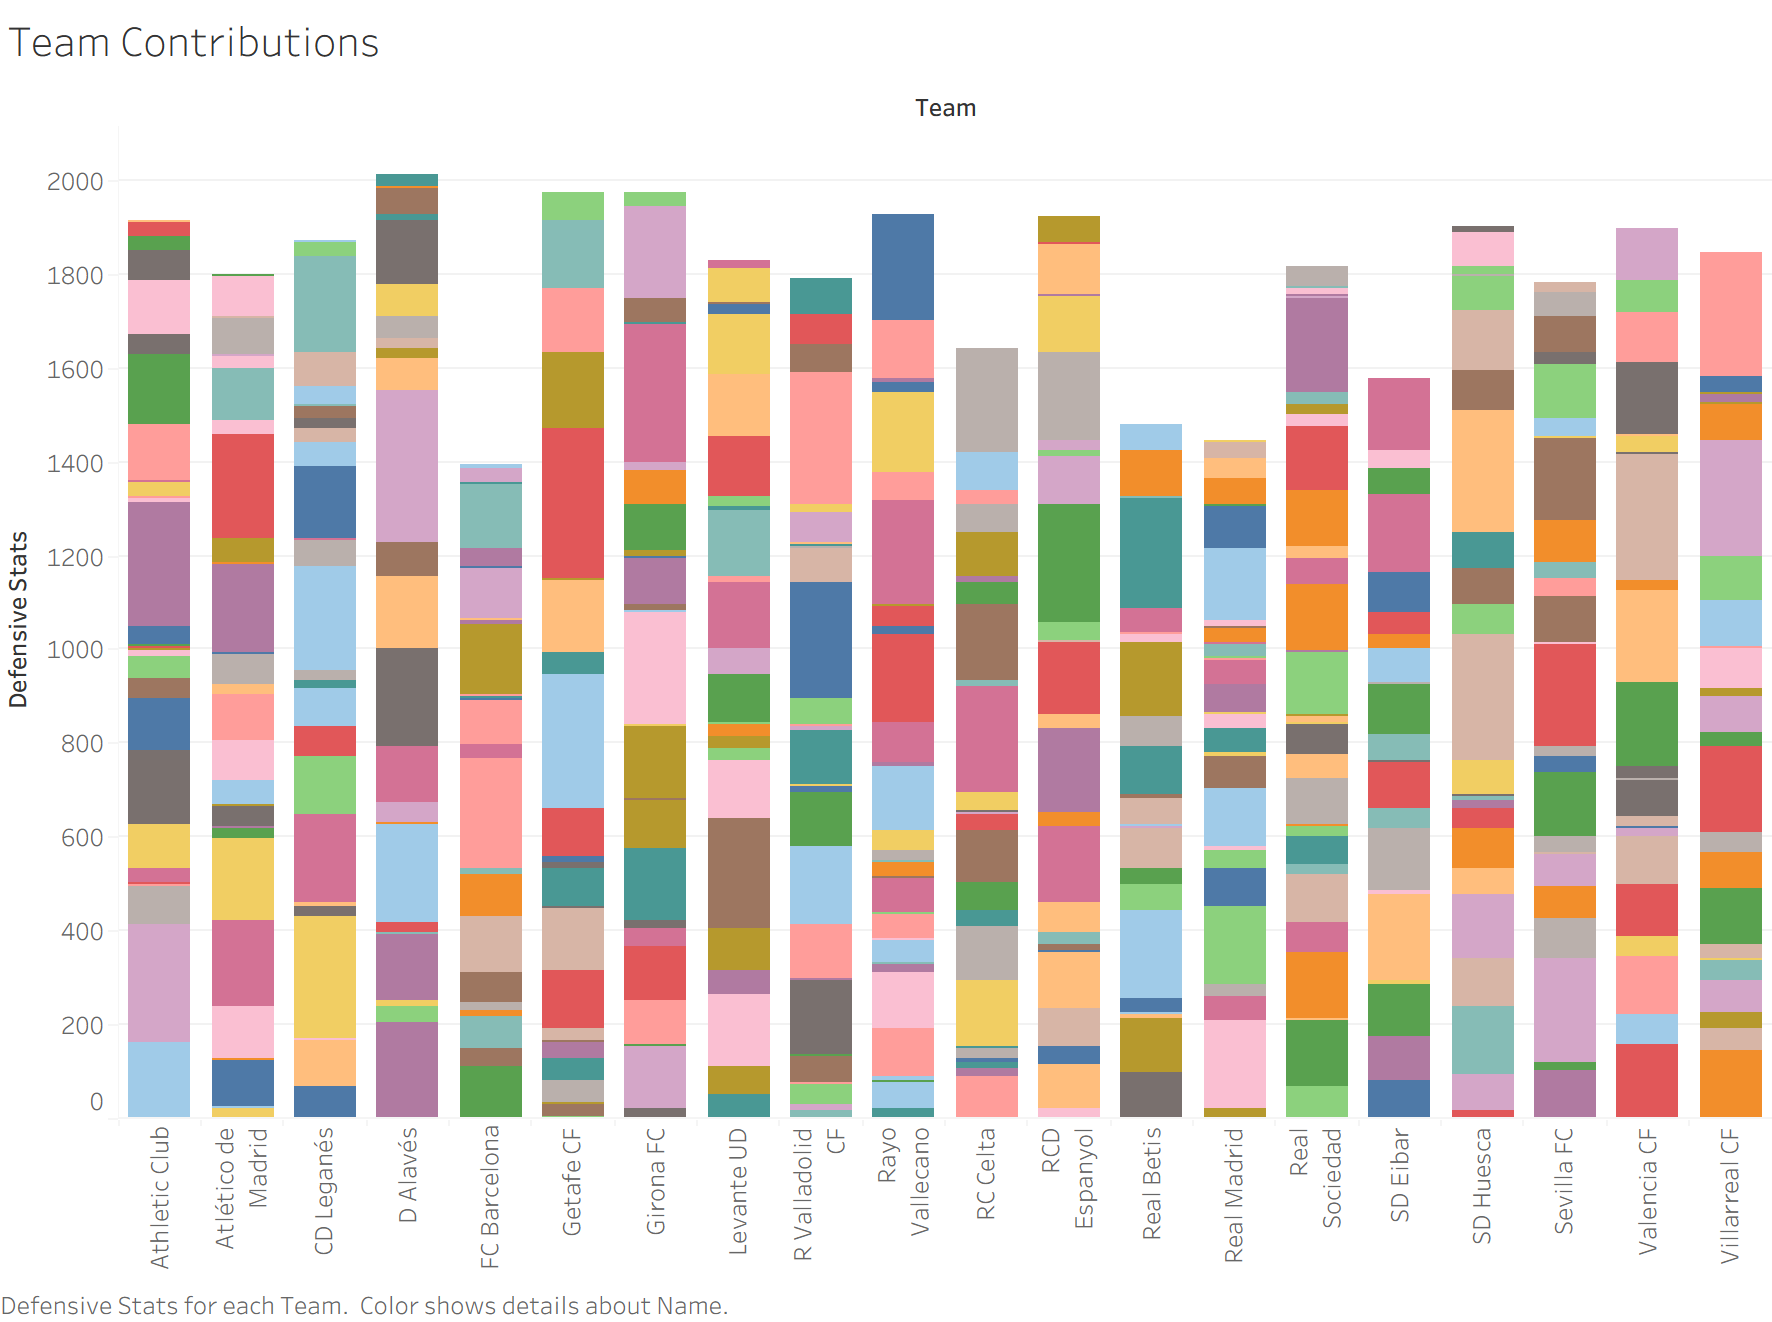 Team Contributions
Team
Defensive Stats
2000
1800
1600
1400
1200
1000
800
600
400
200
0
Athletic Club
Atlético de
Madrid
CD Leganés
D Alavés
FC Barcelona
Getafe CF
Girona FC
Levante UD
R Valladolid
CF
Rayo
Vallecano
RC Celta
RCD
Espanyol
Real Betis
Real Madrid
Real
Sociedad
SD Eibar
SD Huesca
Sevilla FC
Valencia CF
Villarreal CF
Defensive Stats for each Team. Color shows details about Name.